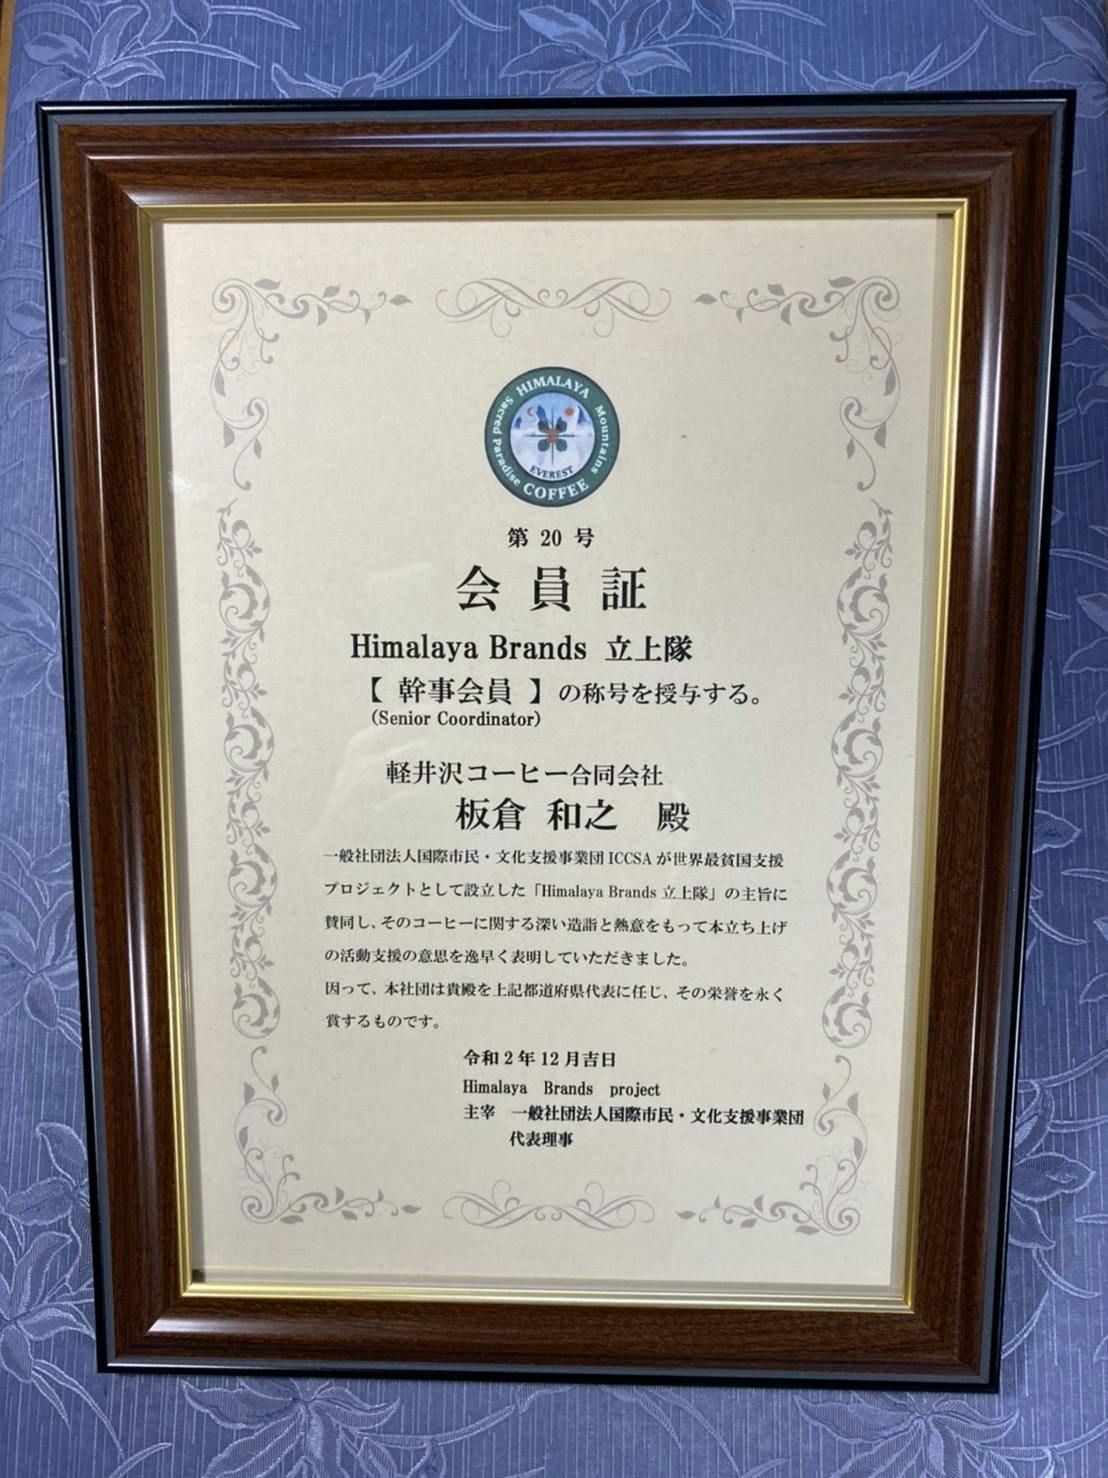 HIMALAYA
Sacred Paradise
Mountains
EVEREST
COFFEE
第 20 号
会 員 証
Himalaya Brands 立上隊
【 幹事会員 】 の称号を授与する。
(Senior Coordinator)
軽井沢コーヒー合同会社
板倉 和之 殿
一般社団法人国際市民・文化支援事業団 ICCSA が世界最貧国支援
プロジェクトとして設立した「Himalaya Brands 立上隊」の主旨に
賛同し、そのコーヒーに関する深い造詣と熱意をもって本立ち上げ
の活動支援の意思を逸早く表明していただきました。
因って、本社団は貴殿を上記都道府県代表に任じ、その栄誉を永く
賞するものです。
令和 2 年 12 月吉日
Himalaya Brands project
主宰 一般社団法人国際市民・文化支援事業団
代表理事